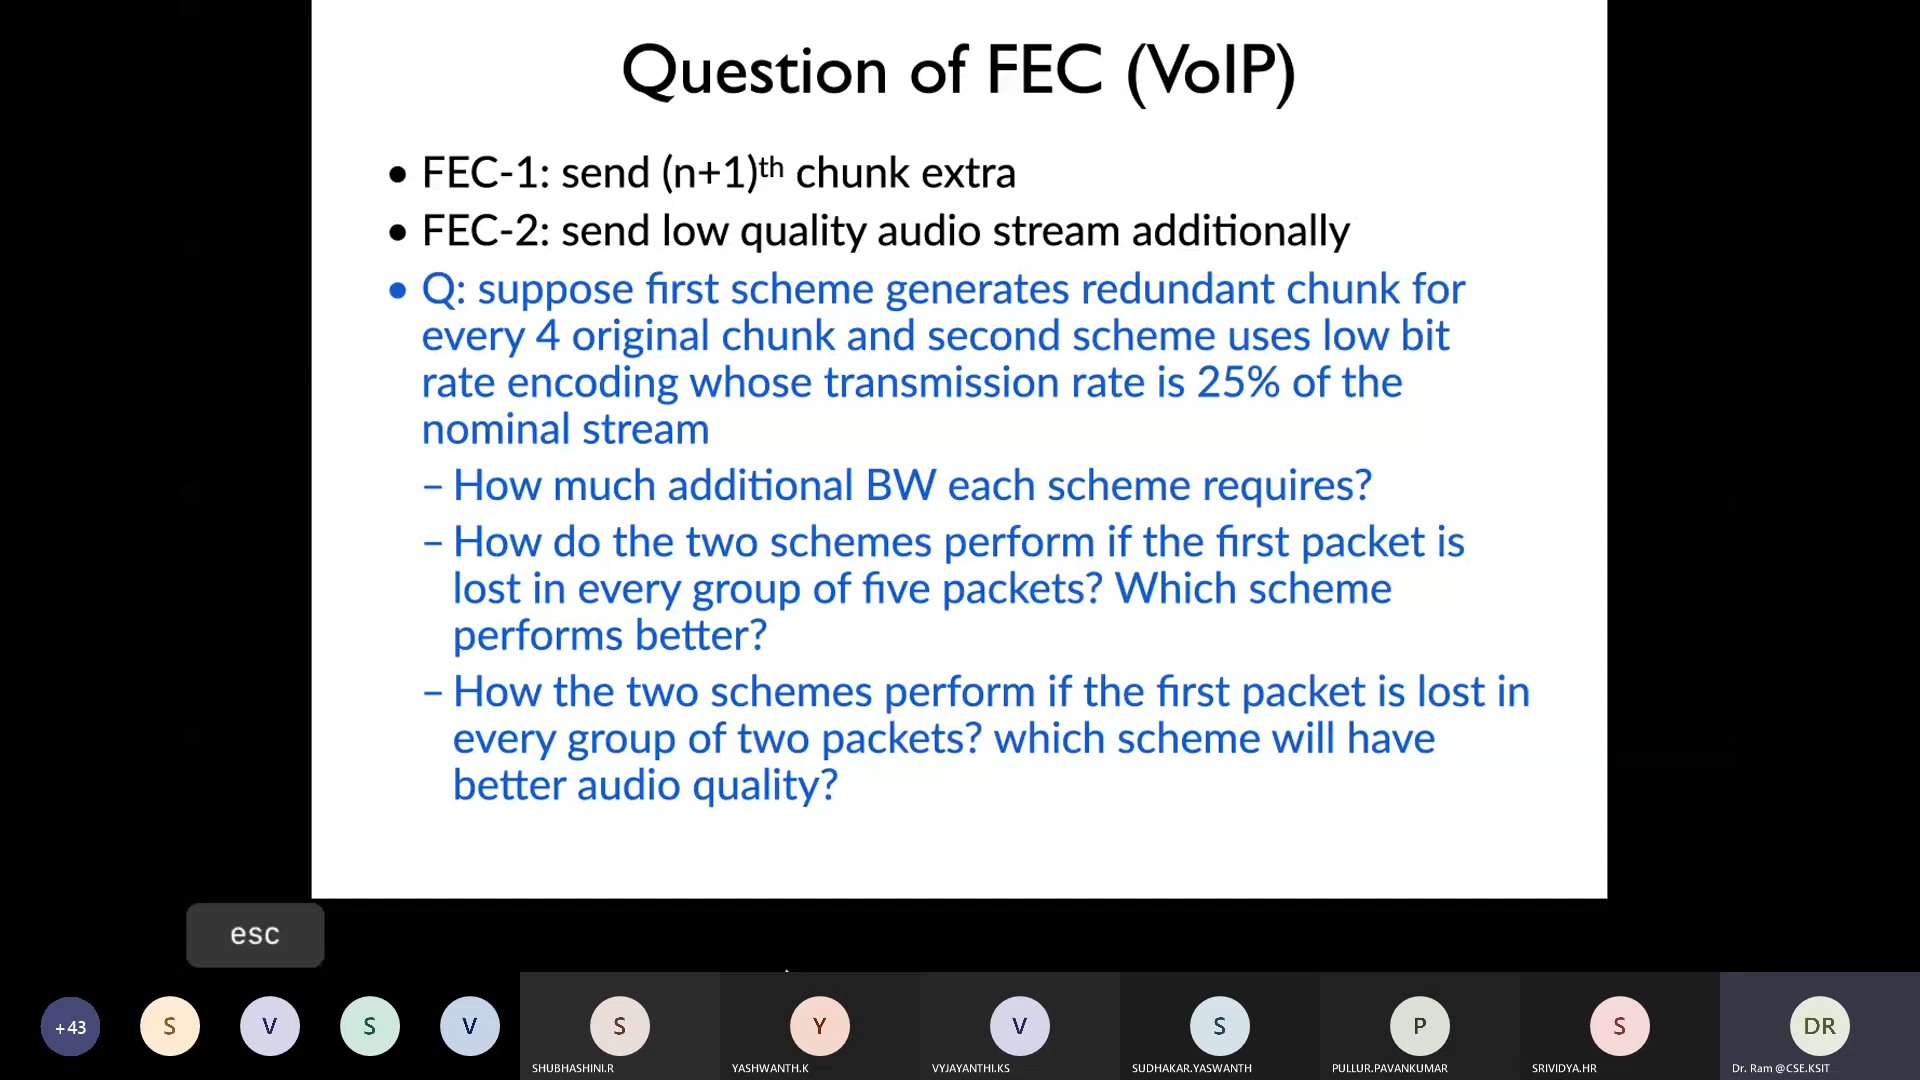 Question of FEC (VoIP)
• FEC-1: send (n+1)th chunk extra
• FEC-2: send low quality audio stream additionally
• Q: suppose first scheme generates redundant chunk for
every 4 original chunk and second scheme uses low bit
rate encoding whose transmission rate is 25% of the
nominal stream
– How much additional BW each scheme requires?
– How do the two schemes perform if the first packet is
lost in every group of five packets? Which scheme
performs better?
– How the two schemes perform if the first packet is lost in
every group of two packets? which scheme will have
better audio quality?
esc
+43 S V S V S Y V S P S DR
SHUBHASHINI.R YASHWANTH.K VYJAYANTHI.KS SUDHAKAR.YASWANTH PULLUR.PAVANKUMAR SRIVIDYA.HR Dr. Ram @CSE.KSIT